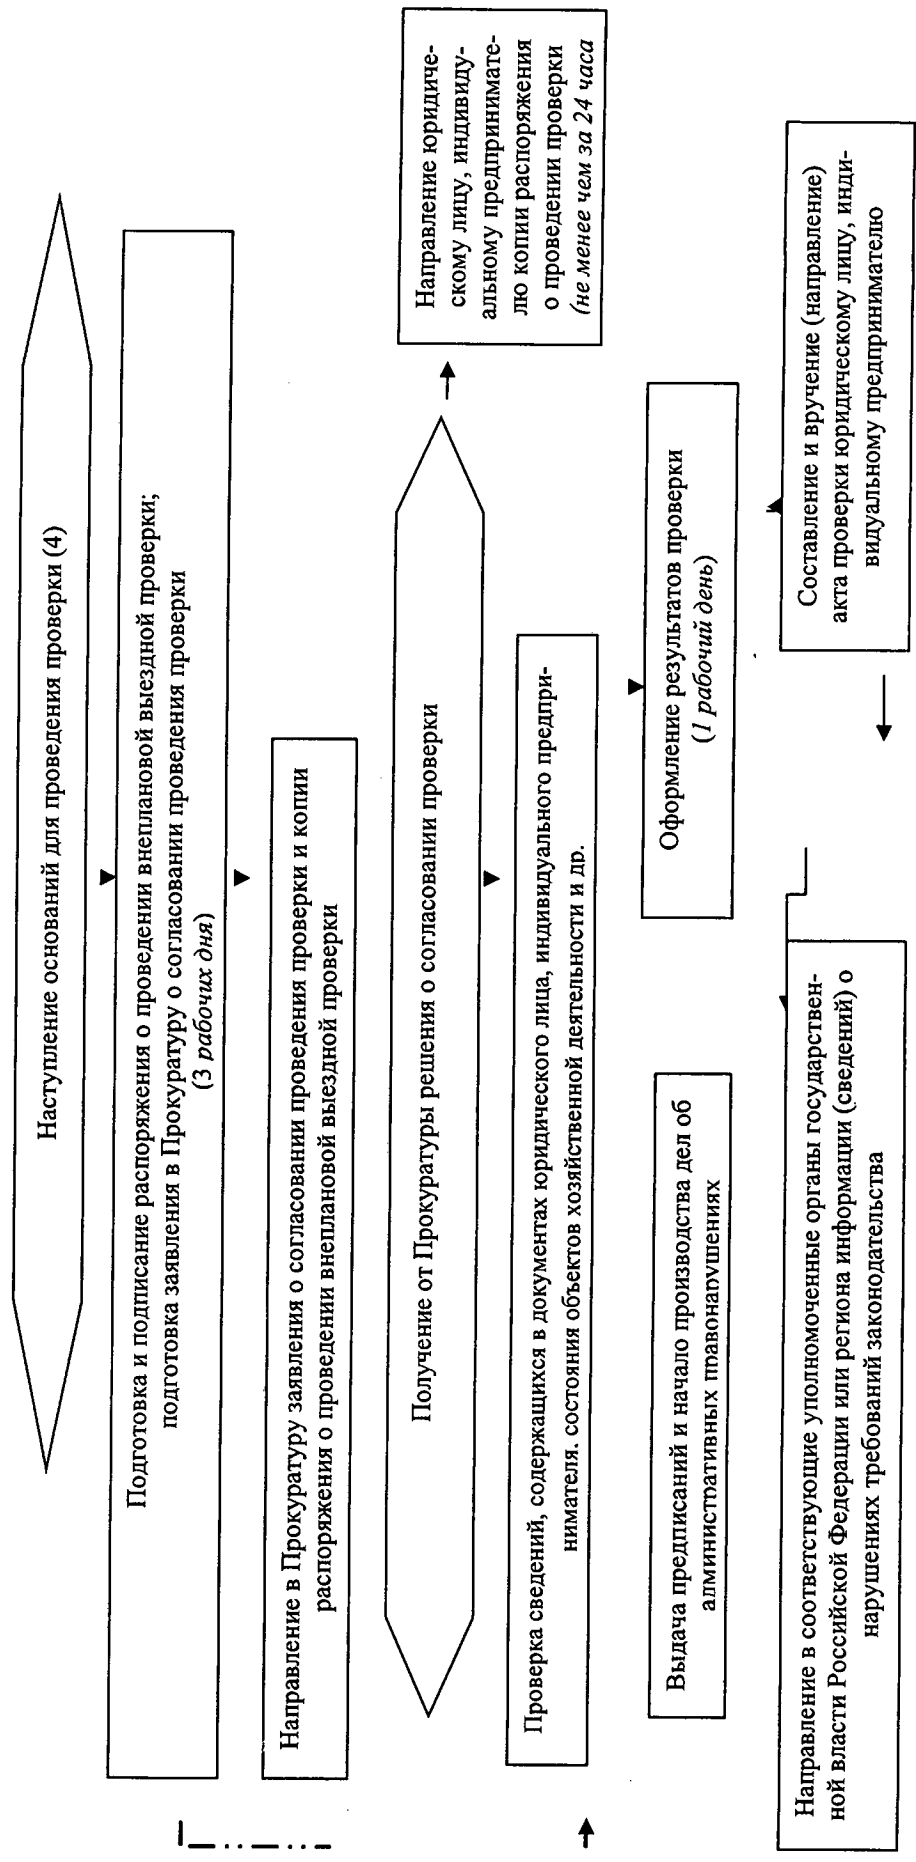 Наступление оснований для проведения проверки (4)
Подготовка и подписание распоряжения о проведении внеплановой выездной проверки;
подготовка заявления в Прокуратуру о согласовании проведения проверки
(3 рабочих дня)
Направление в Прокуратуру заявления о согласовании проведения проверки и копии
распоряжения о проведении внеплановой выездной проверки
Получение от Прокуратуры решения о согласовании проверки
Направление юридиче-
скому лицу, индивиду-
альному предпринимате-
лю копии распоряжения
о проведении проверки
(не менее чем за 24 часа
Проверка сведений, содержащихся в документах юридического лица, индивидуального предпри-
нимателя. состояния объектов хозяйственной деятельности и др.
Оформление результатов проверки
(1 рабочий день)
Выдача предписаний и начало производства дел об
административных правонарушениях
Составление и вручение (направление)
акта проверки юридическому лицу, инди-
видуальному предпринимателю
Направление в соответствующие уполномоченные органы государствен-
ной власти Российской Федерации или региона информации (сведений) о
нарушениях требований законодательства